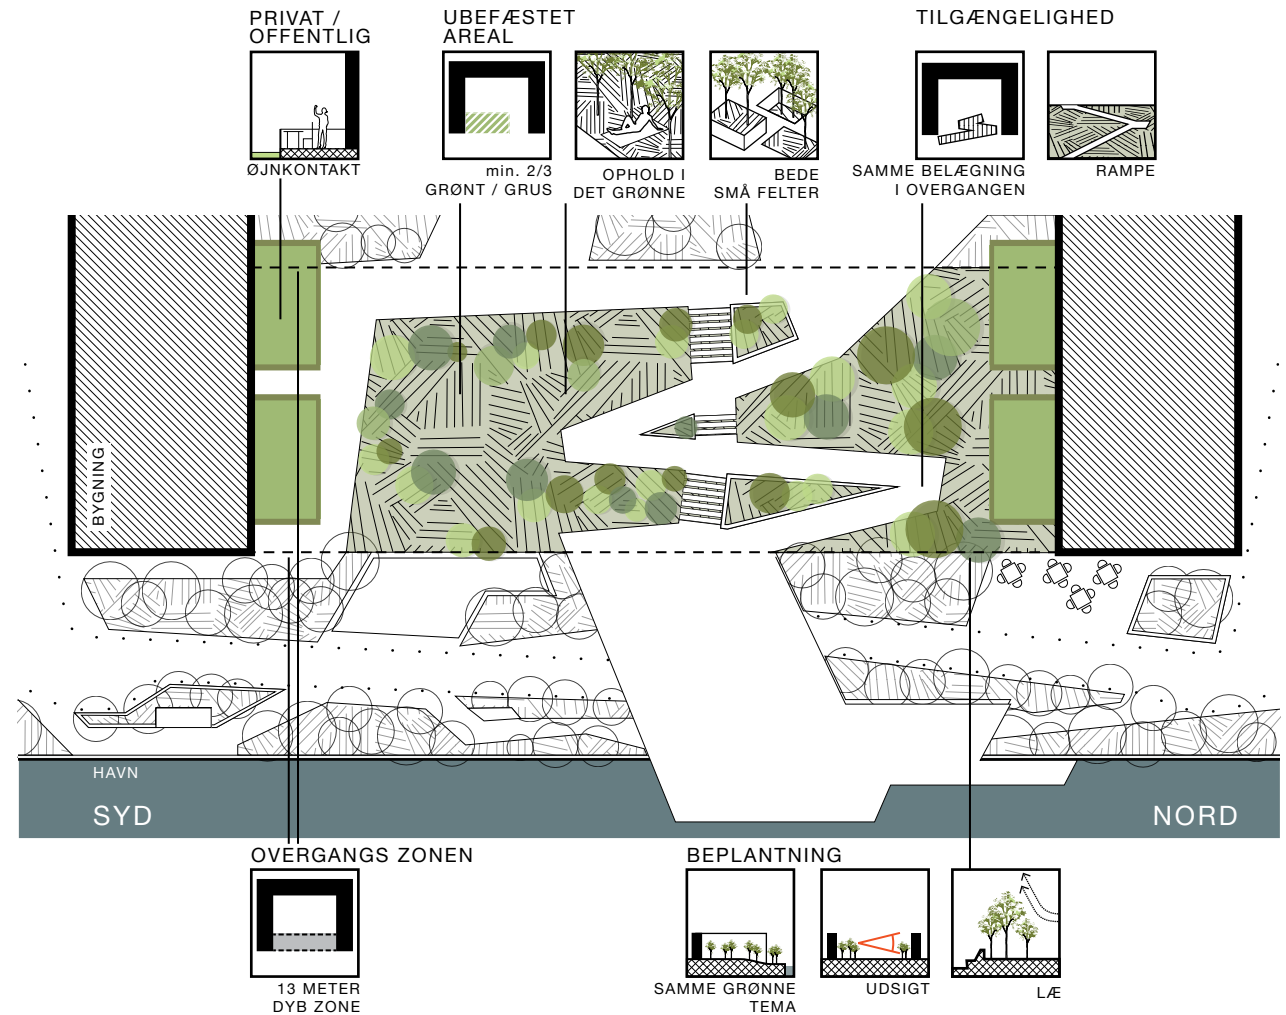 PRIVAT /
OFFENTLIG
UBEFÆSTET
AREAL
TILGÆNGELIGHED
ØJNKONTAKT
min. 2/3
GRØNT / GRUS
OPHOLD I
DET GRØNNE
BEDE
SMÅ FELTER
SAMME BELÆGNING
I OVERGANGEN
RAMPE
BYGNING
HAVN
SYD
NORD
OVERGANGS ZONEN
BEPLANTNING
13 METER
DYB ZONE
SAMME GRØNNE
TEMA
UDSIGT
LÆ